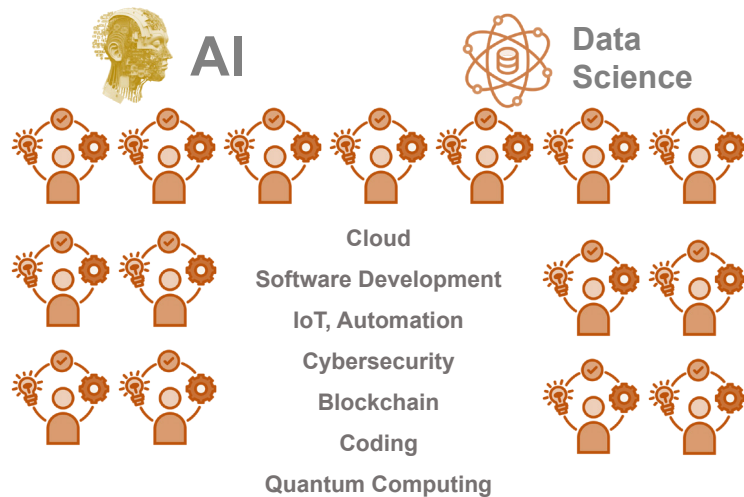 AI
Data
Science
Cloud
Software Development
IoT, Automation
Cybersecurity
Blockchain
Coding
Quantum Computing